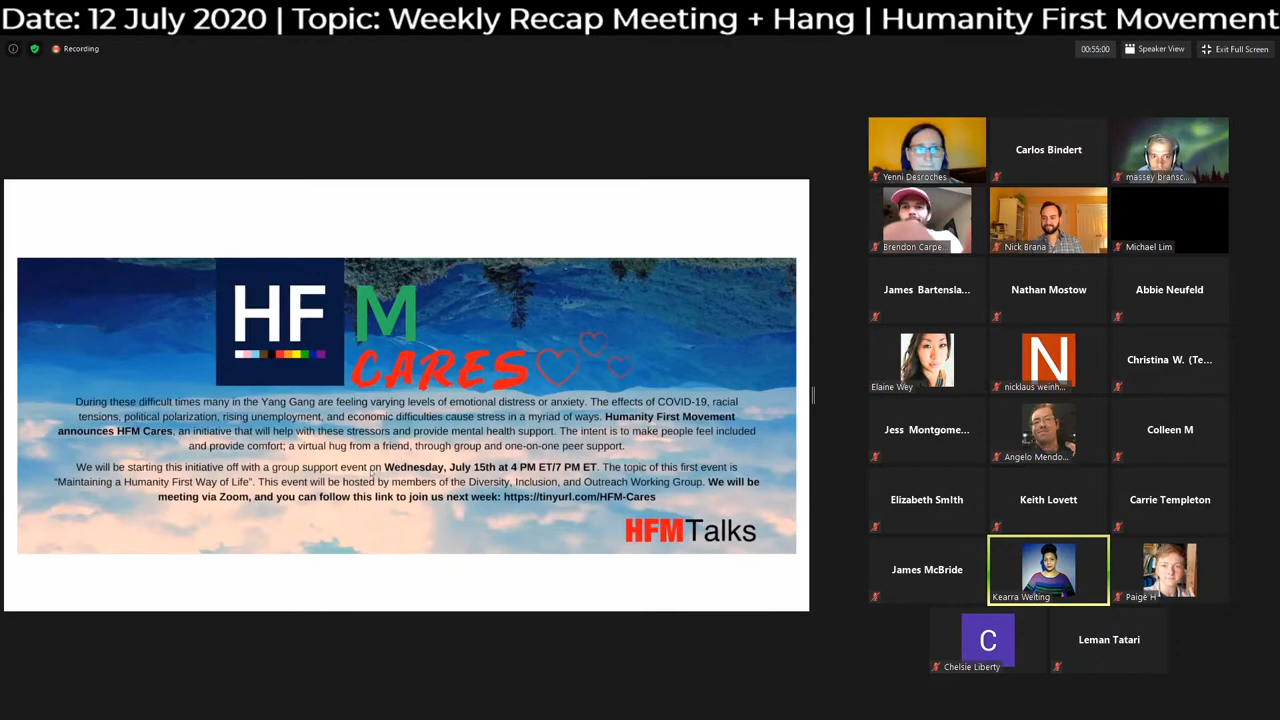 Date: 12 July 2020 | Topic: Weekly Recap Meeting + Hang | Humanity First Movement
Recording
00:55:00
Speaker View
Exit Full Screen
HF M
CARES
During these difficult times many in the Yang Gang are feeling varying levels of emotional distress or anxiety. The effects of COVID-19, racial
tensions, political polarization, rising unemployment, and economic difficulties cause stress in a myriad of ways. Humanity First Movement
announces HFM Cares, an initiative that will help with these stressors and provide mental health support. The intent is to make people feel included
and provide comfort; a virtual hug from a friend, through group and one-on-one peer support.
We will be starting this initiative off with a group support event on Wednesday, July 15th at 4 PM ET/7 PM ET. The topic of this first event is
“Maintaining a Humanity First Way of Life”. This event will be hosted by members of the Diversity, Inclusion, and Outreach Working Group. We will be
meeting via Zoom, and you can follow this link to join us next week: https://tinyurl.com/HFM-Cares
HFMTalks
Yenni Desroches
Carlos Bindert
massey bransc...
Brendon Carpe...
Nick Brana
Michael Lim
James Bartensla...
Nathan Mostow
Abbie Neufeld
Elaine Wey
N
nicklaus weinh...
Christina W. (Te...
Jess Montgome...
Angelo Mendo...
Colleen M
Elizabeth SmIth
Keith Lovett
Carrie Templeton
James McBride
Kearra Weiting
Paige H
C
Chelsie Liberty
Leman Tatari